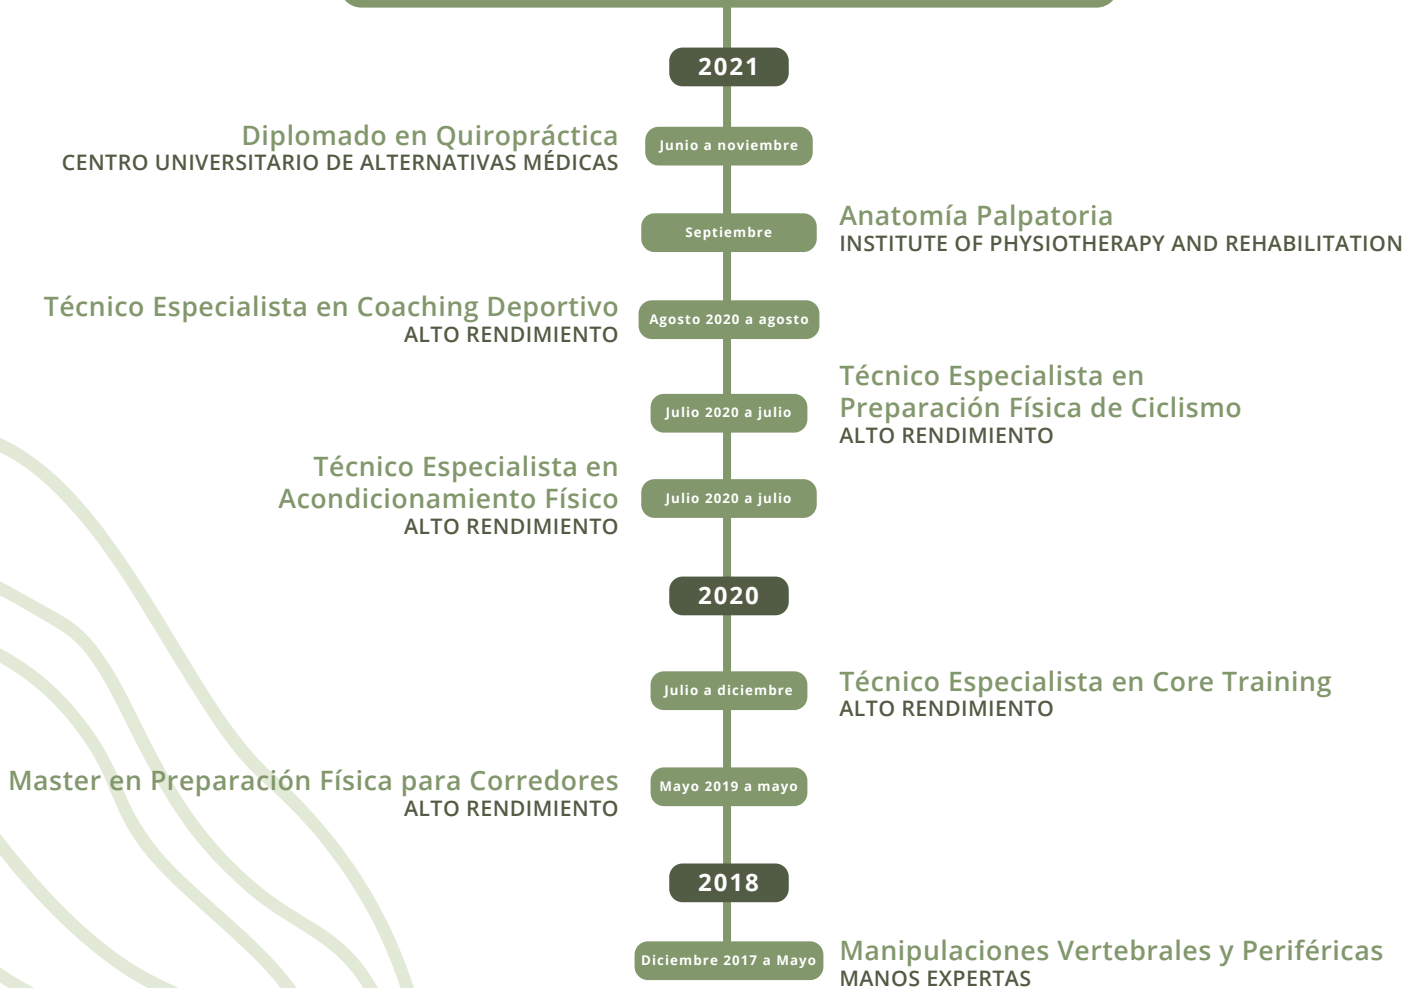 2021
Diplomado en Quiropráctica
CENTRO UNIVERSITARIO DE ALTERNATIVAS MÉDICAS
Junio a noviembre
Septiembre
Anatomía Palpatoria
INSTITUTE OF PHYSIOTHERAPY AND REHABILITATION
Técnico Especialista en Coaching Deportivo
ALTO RENDIMIENTO
Agosto 2020 a agosto
Julio 2020 a julio
Técnico Especialista en
Preparación Física de Ciclismo
ALTO RENDIMIENTO
Técnico Especialista en
Acondicionamiento Físico
ALTO RENDIMIENTO
Julio 2020 a julio
2020
Julio a diciembre
Técnico Especialista en Core Training
ALTO RENDIMIENTO
Master en Preparación Física para Corredores
ALTO RENDIMIENTO
Mayo 2019 a mayo
2018
Diciembre 2017 a Mayo
Manipulaciones Vertebrales y Periféricas
MANOS EXPERTAS